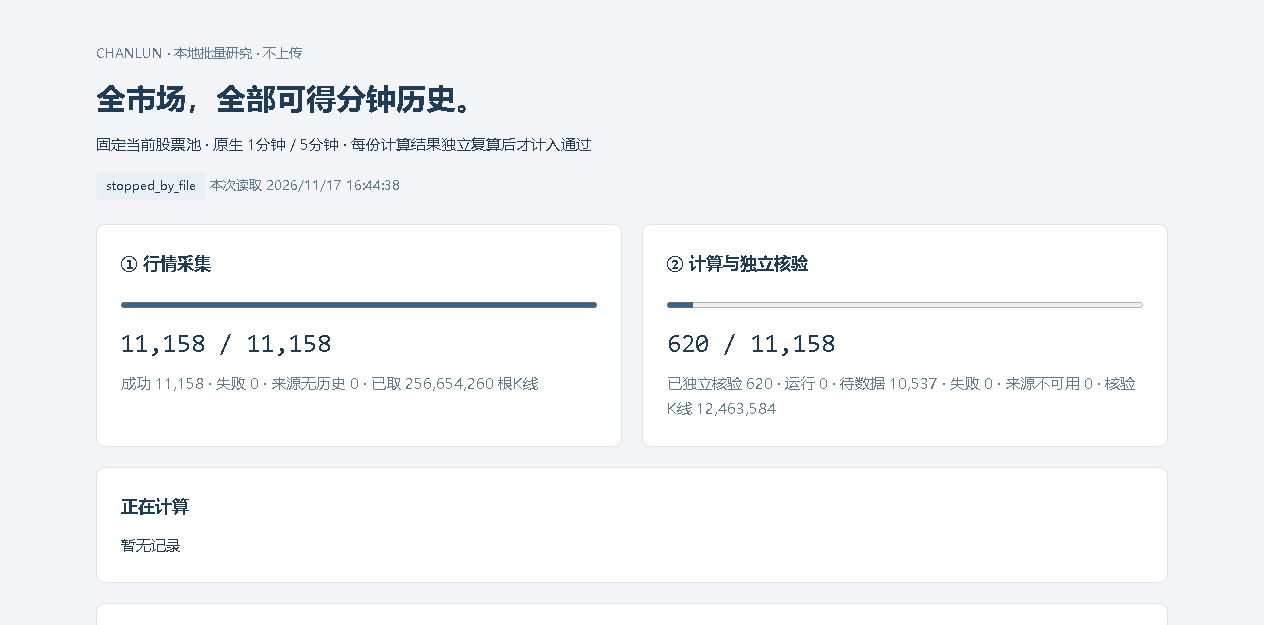 CHANLUN · 本地批量研究 · 不上传
全市场，全部可得分钟历史。
固定当前股票池 · 原生 1分钟 / 5分钟 · 每份计算结果独立复算后才计入通过
stopped_by_file 本次读取 2026/11/17 16:44:38
① 行情采集
11,158 / 11,158
成功 11,158 · 失败 0 · 来源无历史 0 · 已取 256,654,260 根K线
② 计算与独立核验
620 / 11,158
已独立核验 620 · 运行 0 · 待数据 10,537 · 失败 0 · 来源不可用 0 · 核验
K线 12,463,584
正在计算
暂无记录